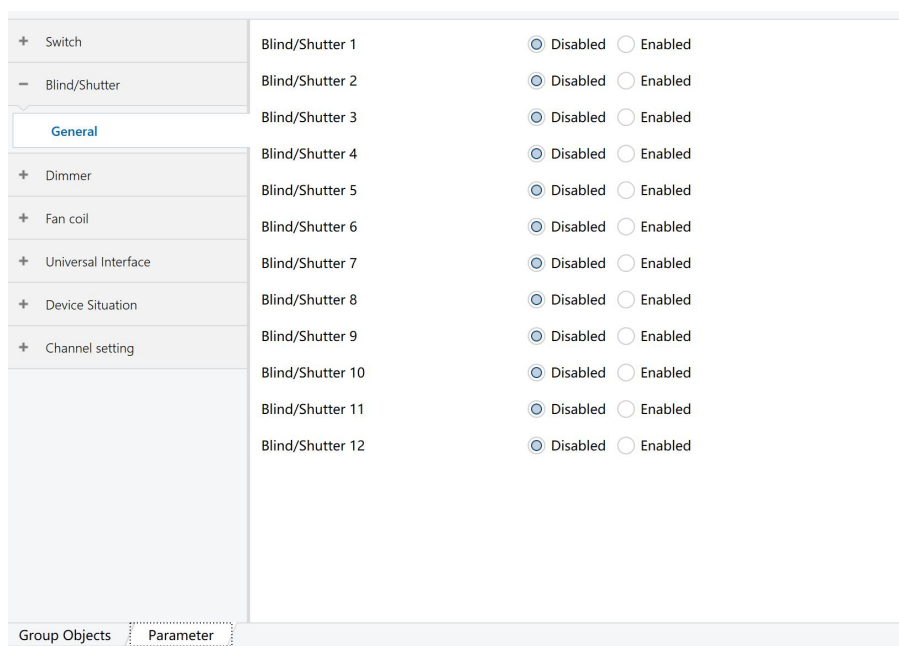 Switch
Blind/Shutter
General
Dimmer
Fan coil
Universal Interface
Device Situation
Channel setting
Blind/Shutter 1 Disabled Enabled
Blind/Shutter 2 Disabled Enabled
Blind/Shutter 3 Disabled Enabled
Blind/Shutter 4 Disabled Enabled
Blind/Shutter 5 Disabled Enabled
Blind/Shutter 6 Disabled Enabled
Blind/Shutter 7 Disabled Enabled
Blind/Shutter 8 Disabled Enabled
Blind/Shutter 9 Disabled Enabled
Blind/Shutter 10 Disabled Enabled
Blind/Shutter 11 Disabled Enabled
Blind/Shutter 12 Disabled Enabled
Group Objects Parameter